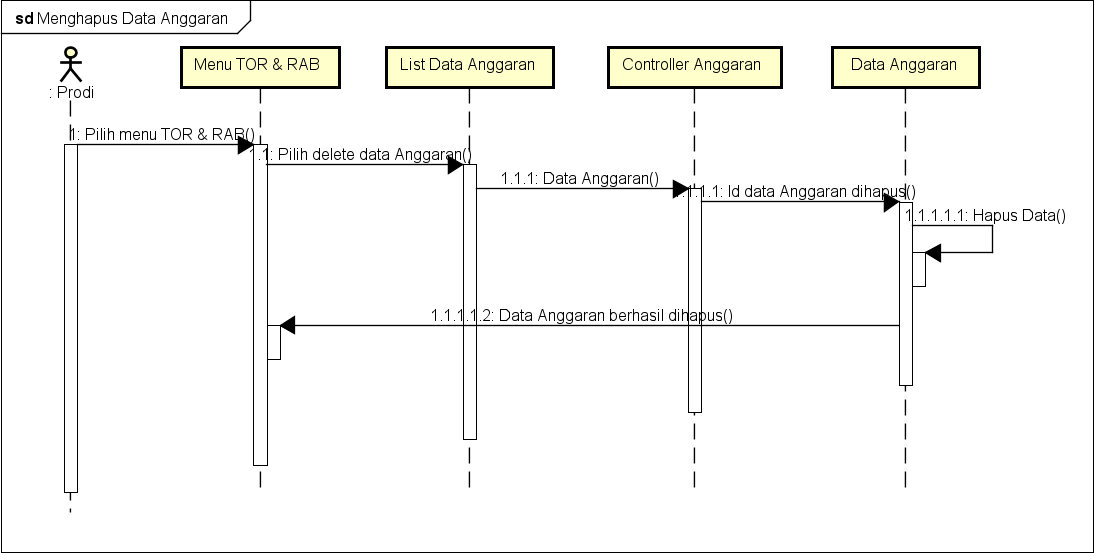 sd Menghapus Data Anggaran
: Prodi
Menu TOR & RAB
List Data Anggaran
Controller Anggaran
Data Anggaran
1: Pilih menu TOR & RAB()
1.1: Pilih delete data Anggaran()
1.1.1: Data Anggaran()
1.1.1.1: Id data Anggaran dihapus()
1.1.1.1.1: Hapus Data()
1.1.1.1.2: Data Anggaran berhasil dihapus()